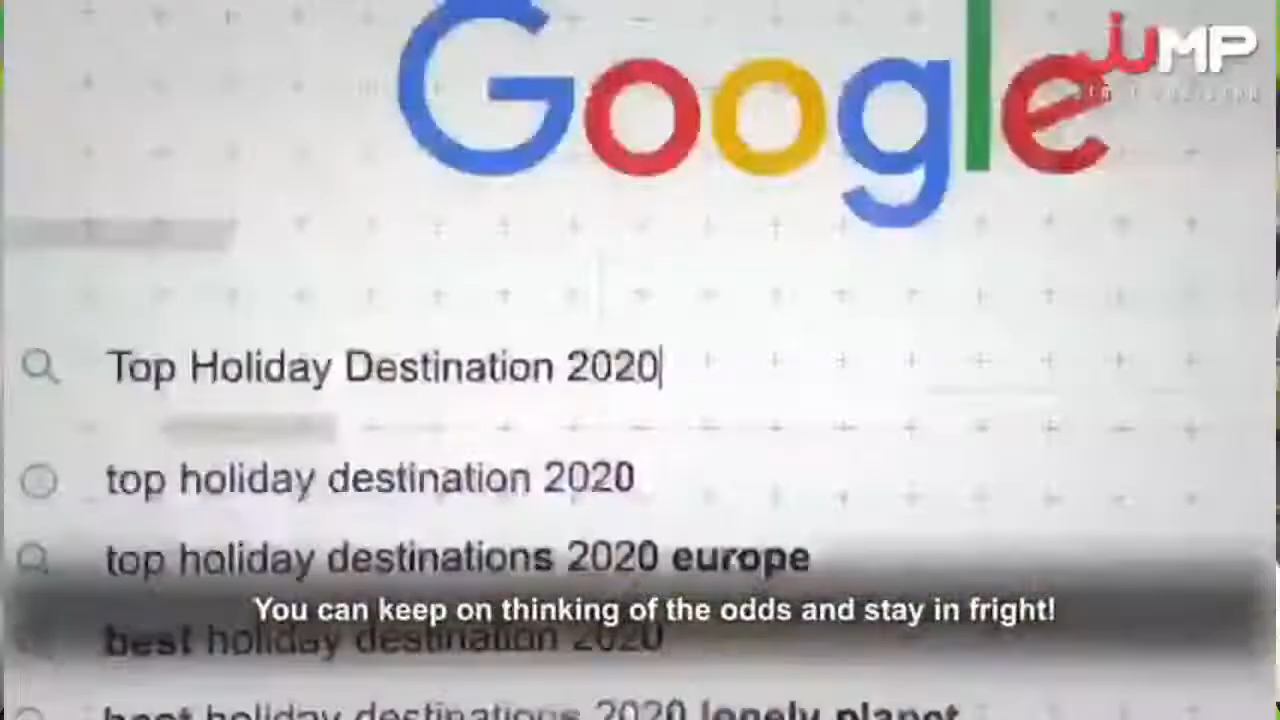 Google
JUMP
Top Holiday Destination 2020
top holiday destination 2020
top holiday destinations 2020 europe
You can keep on thinking of the odds and stay in fright!
best holiday destination 2020
best holiday destinations 2020 lonely planet